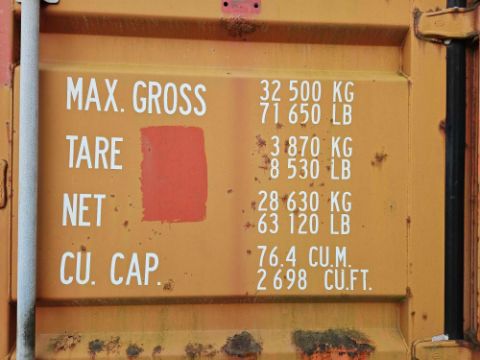 MAX. GROSS 32 500 KG
71 650 LB
TARE 3 870 KG
8 530 LB
NET 28 630 KG
63 120 LB
CU. CAP. 76.4 CU.M.
2 698 CU.FT.